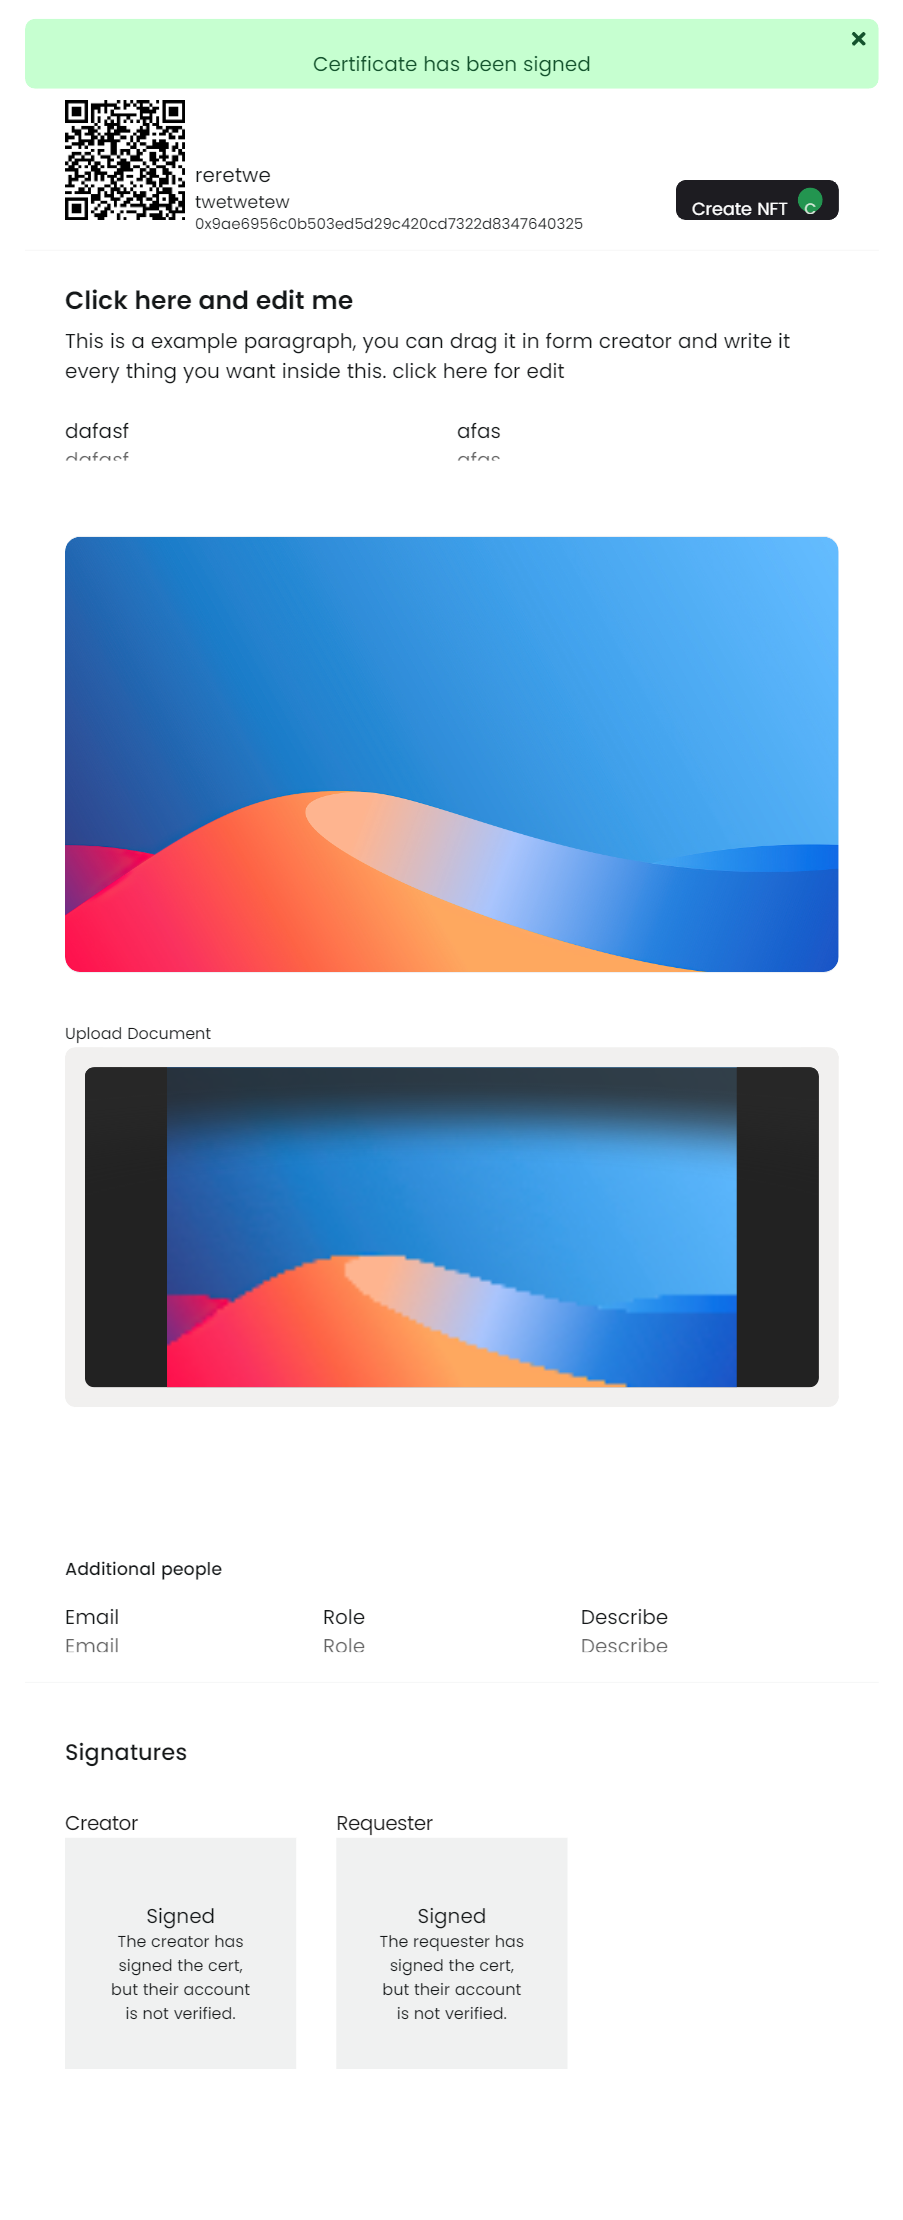 Certificate has been signed
reretwe
twetwetew
0x9ae6956c0b503ed5d29c420cd7322d8347640325
Create NFT C
Click here and edit me
This is a example paragraph, you can drag it in form creator and write it
every thing you want inside this. click here for edit
dafasf afas
dafasf afas
Upload Document
Additional people
Email Role Describe
Email Role Describe
Signatures
Creator Requester
Signed
The creator has
signed the cert,
but their account
is not verified.
Signed
The requester has
signed the cert,
but their account
is not verified.